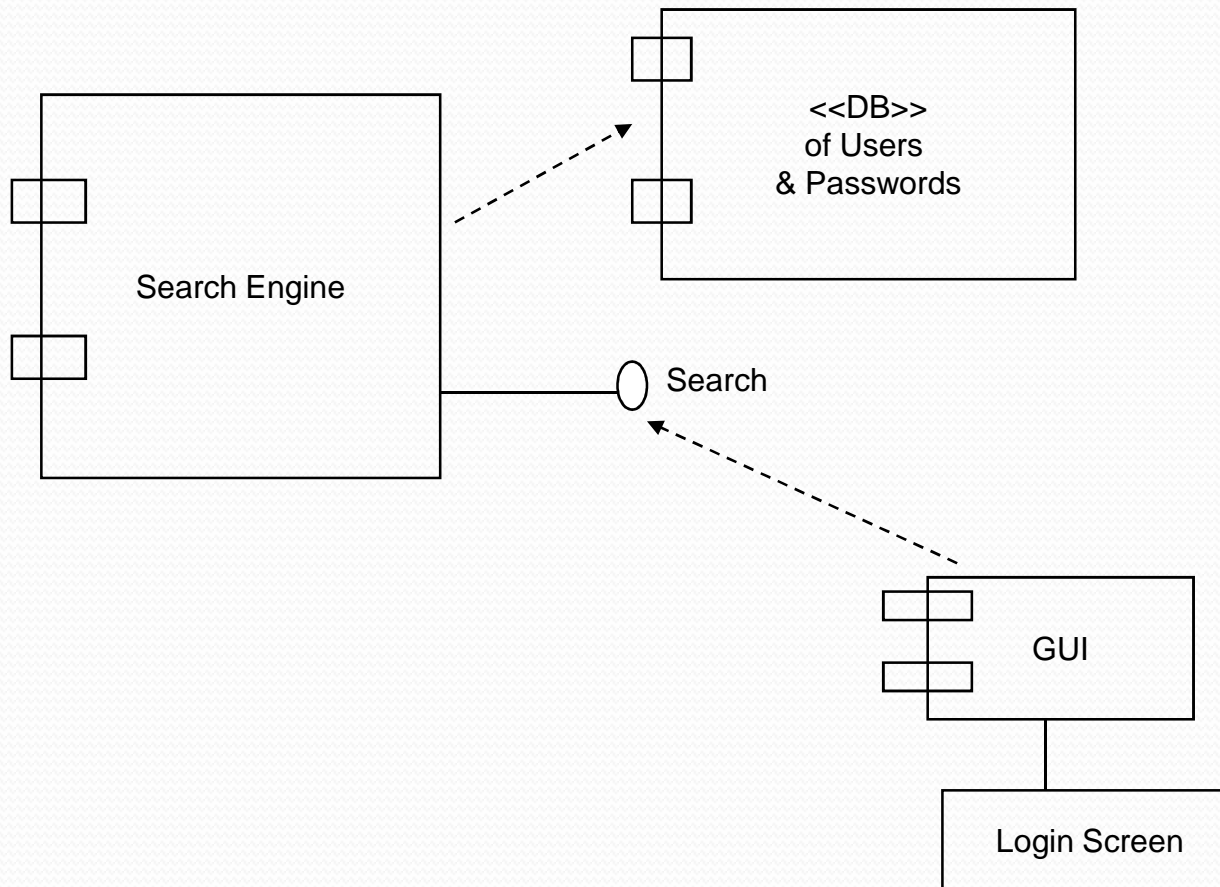 <<DB>>
of Users
& Passwords
Search Engine
Search
GUI
Login Screen